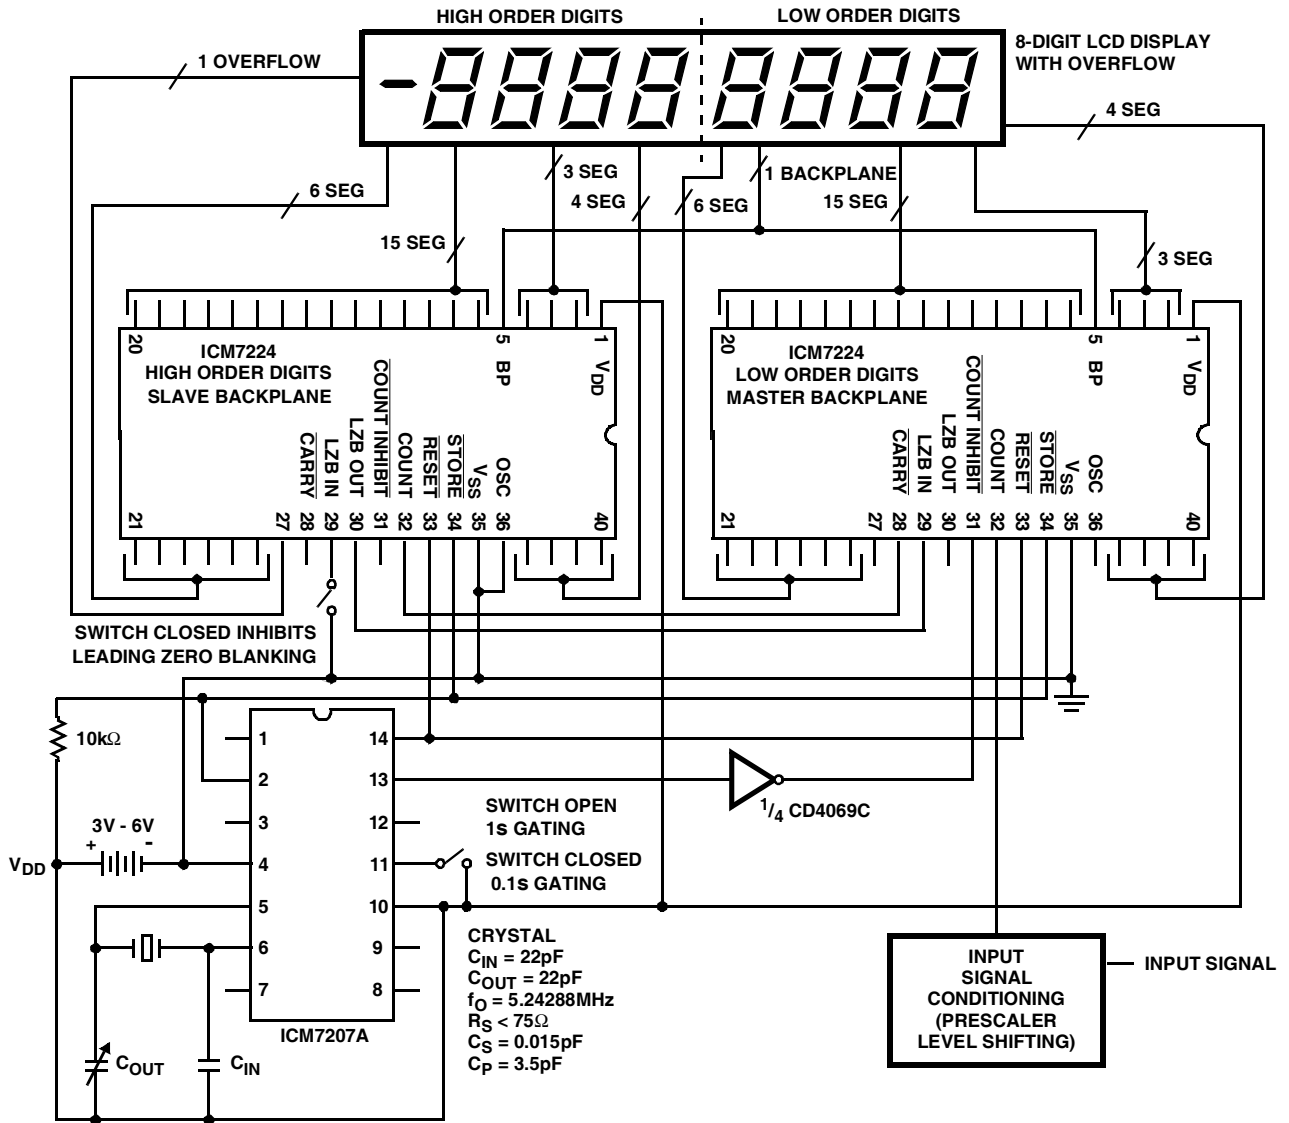 HIGH ORDER DIGITS
LOW ORDER DIGITS
1 OVERFLOW
8-DIGIT LCD DISPLAY
WITH OVERFLOW
4 SEG
6 SEG
15 SEG
3 SEG
4 SEG
6 SEG
1 BACKPLANE
15 SEG
3 SEG
20
5
BP
1
VDD
ICM7224
HIGH ORDER DIGITS
SLAVE BACKPLANE
CARRY
LZB IN
LZB OUT
COUNT INHIBIT
COUNT
RESET
STORE
VSS
OSC
21
27
28
29
30
31
32
33
34
35
36
40
20
5
BP
1
VDD
ICM7224
LOW ORDER DIGITS
MASTER BACKPLANE
CARRY
LZB IN
LZB OUT
COUNT INHIBIT
COUNT
RESET
STORE
VSS
OSC
21
27
28
29
30
31
32
33
34
35
36
40
SWITCH CLOSED INHIBITS
LEADING ZERO BLANKING
10kΩ
3V - 6V
+ -
VDD
1
2
3
4
5
6
7
14
13
12
11
10
9
8
ICM7207A
COUT
CIN
SWITCH OPEN
1s GATING
SWITCH CLOSED
0.1s GATING
1/4 CD4069C
CRYSTAL
CIN = 22pF
COUT = 22pF
fO = 5.24288MHz
RS < 75Ω
CS = 0.015pF
CP = 3.5pF
INPUT
SIGNAL
CONDITIONING
(PRESCALER
LEVEL SHIFTING)
INPUT SIGNAL